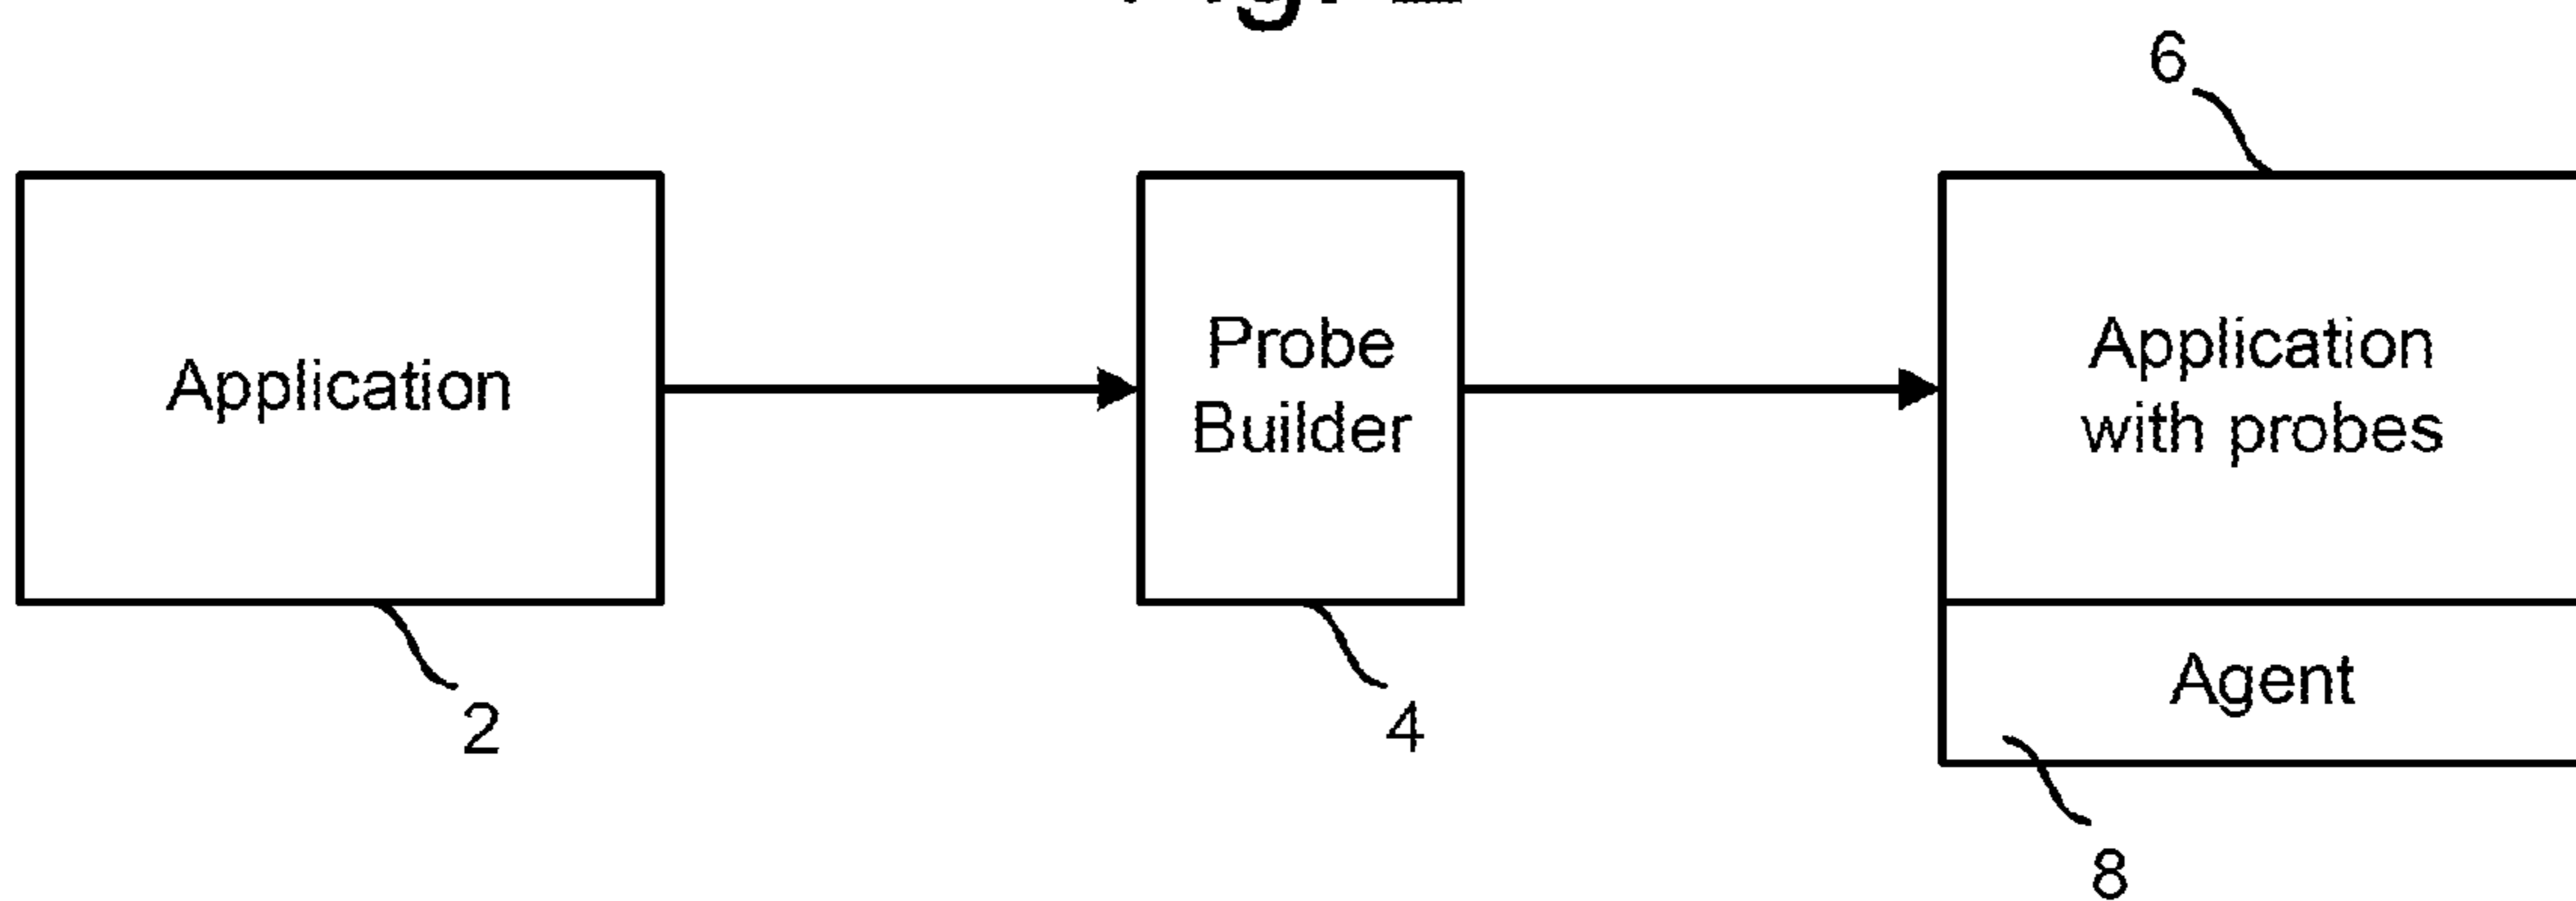 6
Application
Probe
Builder
Application
with probes
Agent
2
4
8